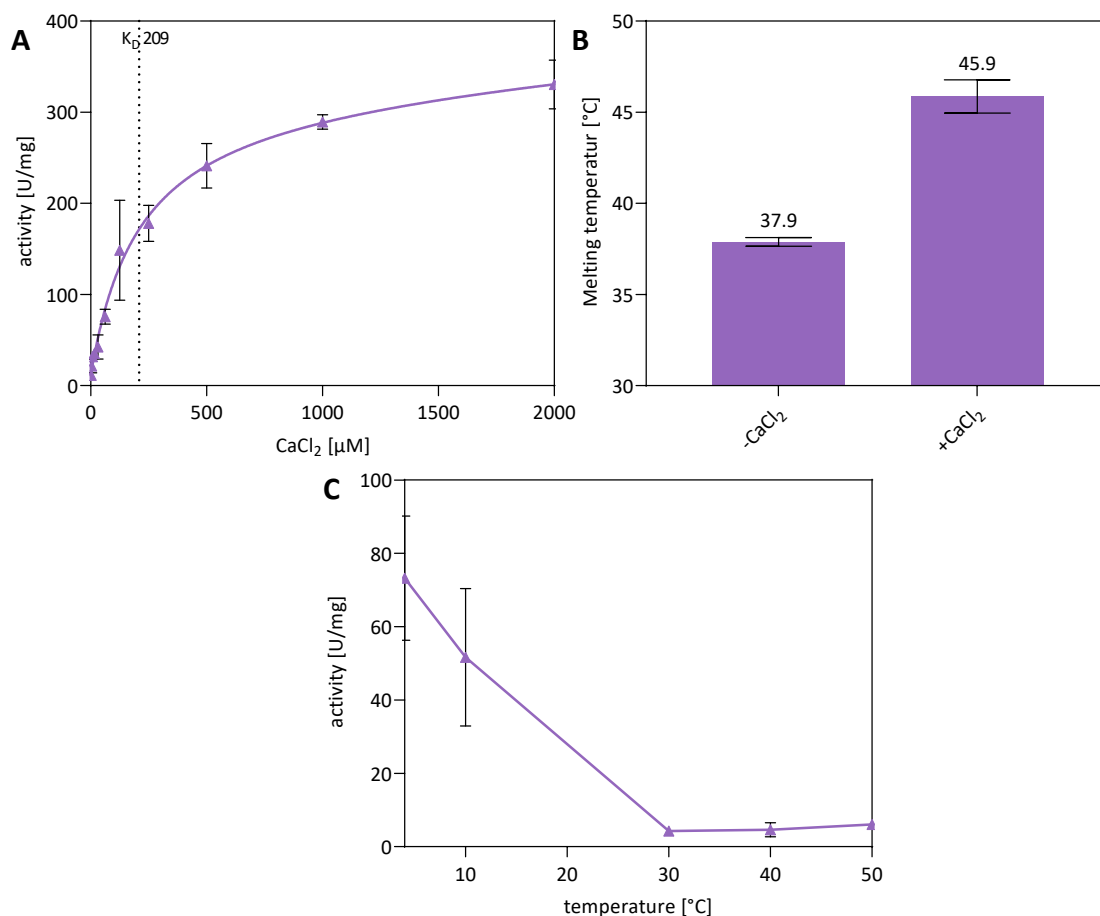 A
K_D 209
activity [U/mg]
400
300
200
100
0
0
500
1000
1500
2000
CaCl₂ [µM]
B
Melting temperatur [°C]
50
45
40
35
30
37.9
45.9
-CaCl₂
+CaCl₂
C
activity [U/mg]
100
80
60
40
20
0
10
20
30
40
50
temperature [°C]